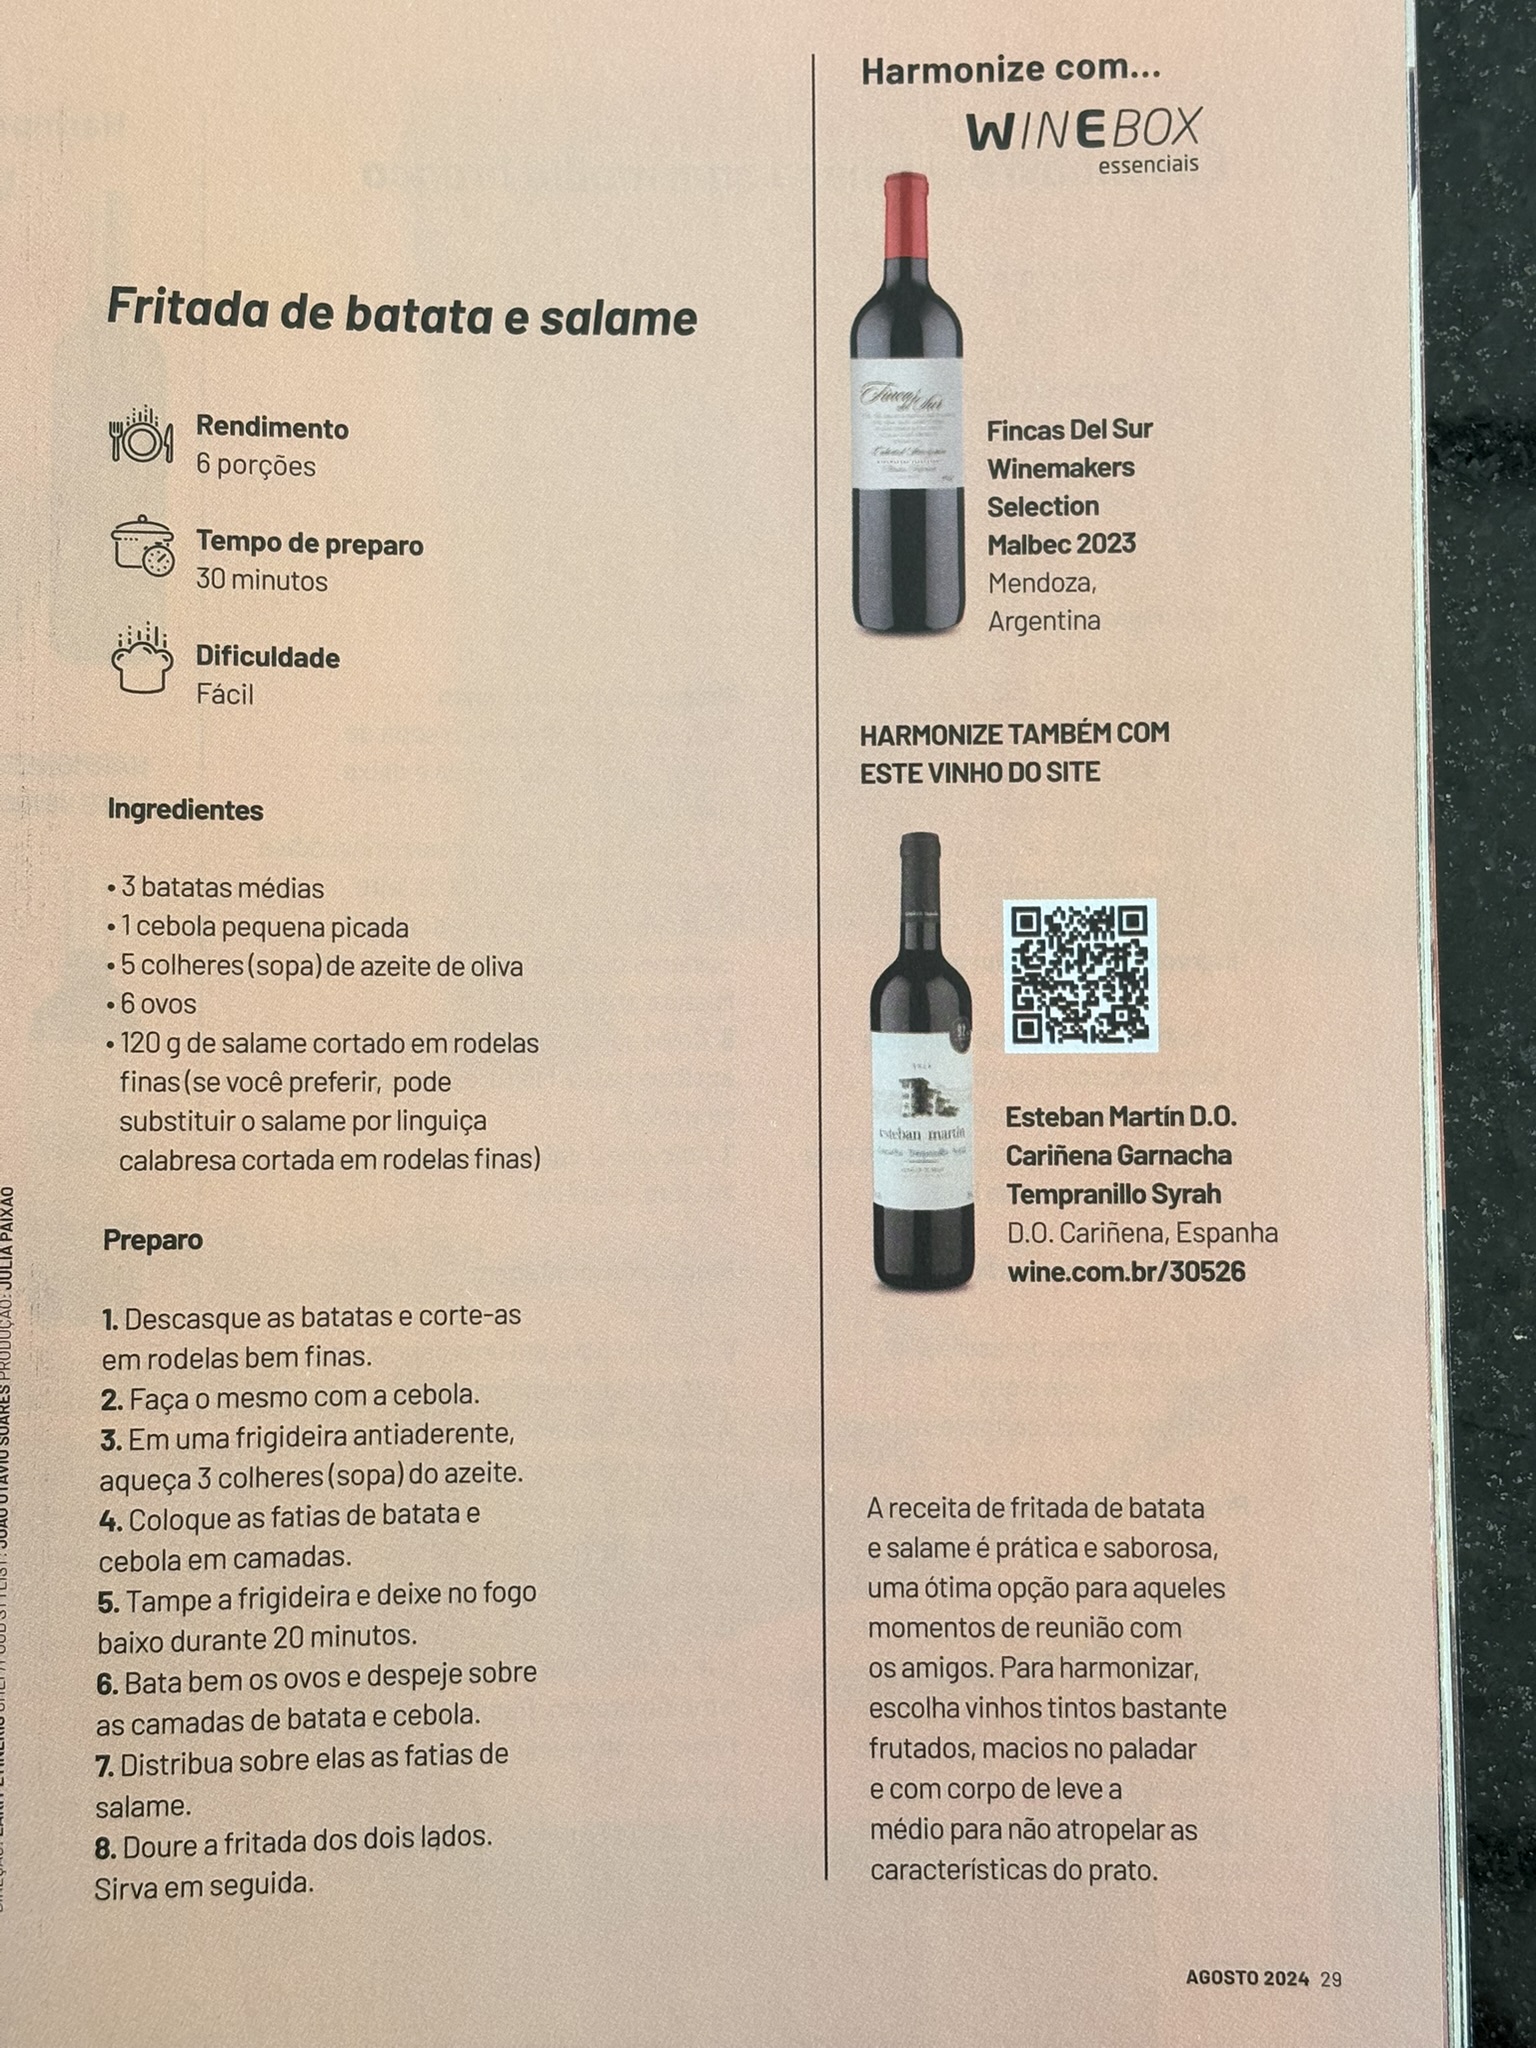 Fritada de batata e salame
Rendimento
6 porções
Tempo de preparo
30 minutos
Dificuldade
Fácil
Ingredientes
• 3 batatas médias
• 1 cebola pequena picada
• 5 colheres (sopa) de azeite de oliva
• 6 ovos
• 120 g de salame cortado em rodelas
finas (se você preferir, pode
substituir o salame por linguiça
calabresa cortada em rodelas finas)
Preparo
1. Descasque as batatas e corte-as
em rodelas bem finas.
2. Faça o mesmo com a cebola.
3. Em uma frigideira antiaderente,
aqueça 3 colheres (sopa) do azeite.
4. Coloque as fatias de batata e
cebola em camadas.
5. Tampe a frigideira e deixe no fogo
baixo durante 20 minutos.
6. Bata bem os ovos e despeje sobre
as camadas de batata e cebola.
7. Distribua sobre elas as fatias de
salame.
8. Doure a fritada dos dois lados.
Sirva em seguida.
JOÃO OTÁVIO SOARES PRODUÇÃO: JÚLIA PAIXÃO
Harmonize com...
WINEBOX
essenciais
Fincas
del Sur
Cabernet Sauvignon
Fincas Del Sur
Winemakers
Selection
Malbec 2023
Mendoza,
Argentina
HARMONIZE TAMBÉM COM
ESTE VINHO DO SITE
esteban martín
Esteban Martín D.O.
Cariñena Garnacha
Tempranillo Syrah
D.O. Cariñena, Espanha
wine.com.br/30526
A receita de fritada de batata
e salame é prática e saborosa,
uma ótima opção para aqueles
momentos de reunião com
os amigos. Para harmonizar,
escolha vinhos tintos bastante
frutados, macios no paladar
e com corpo de leve a
médio para não atropelar as
características do prato.
AGOSTO 2024 29